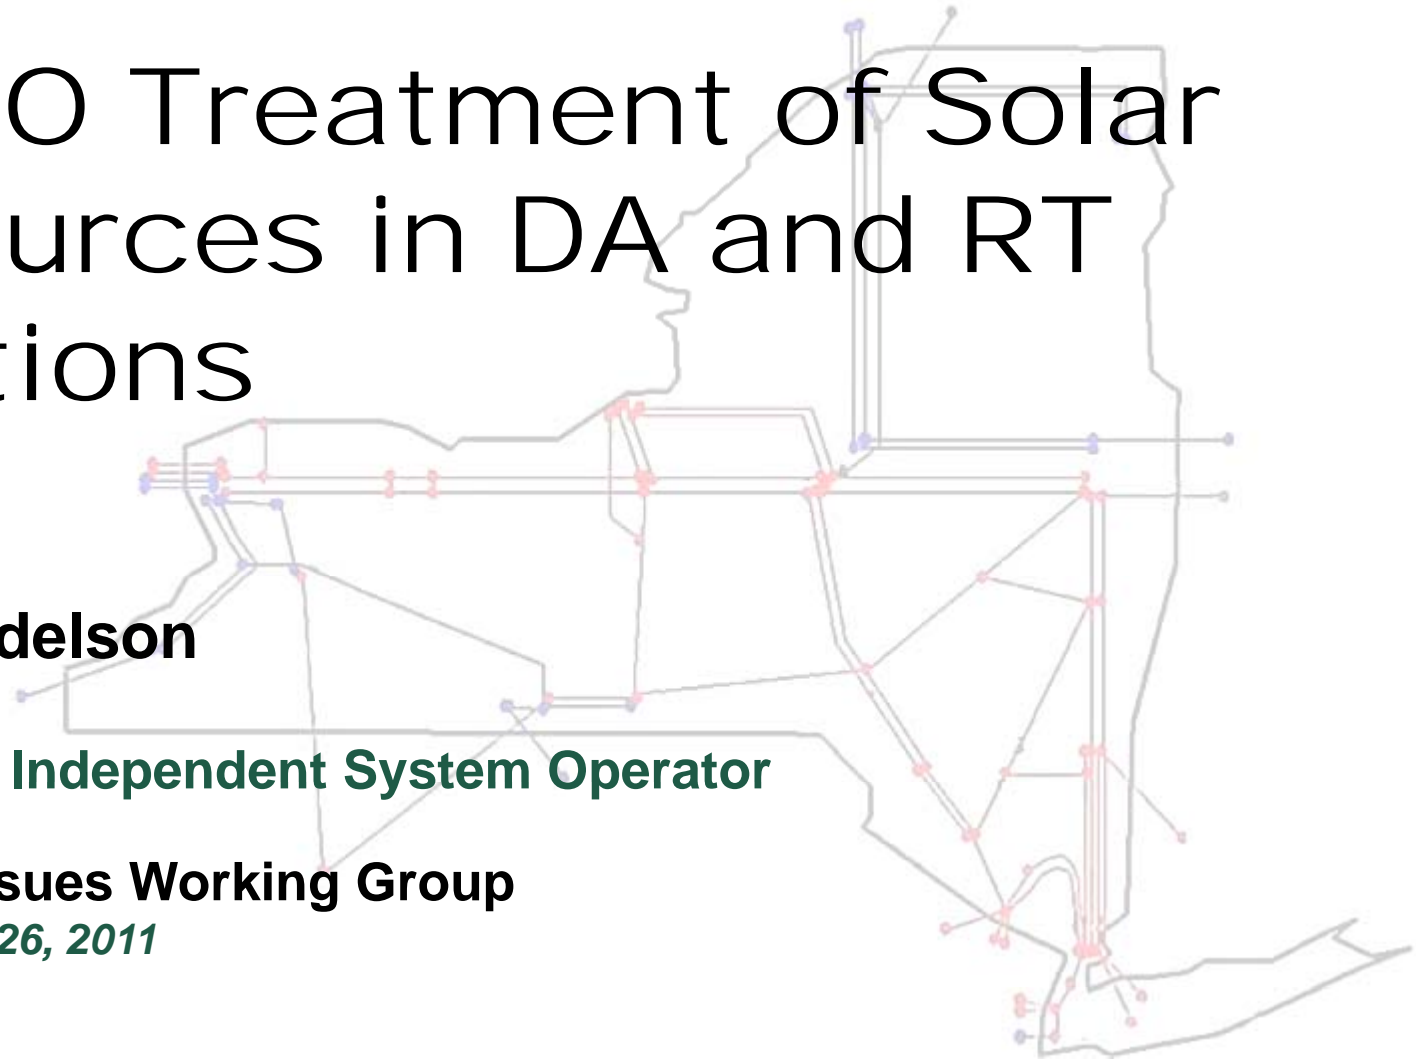 O Treatment of Solar
urces in DA and RT
tions
delson
Independent System Operator
sues Working Group
26, 2011